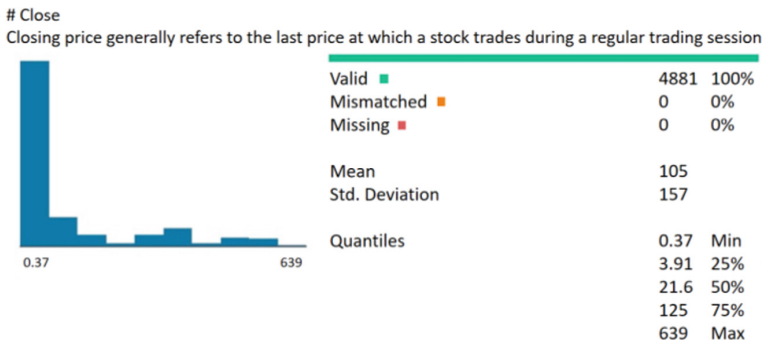 # Close
Closing price generally refers to the last price at which a stock trades during a regular trading session
Valid 4881 100%
Mismatched 0 0%
Missing 0 0%
Mean 105
Std. Deviation 157
Quantiles 0.37 Min
3.91 25%
21.6 50%
125 75%
639 Max
0.37 639